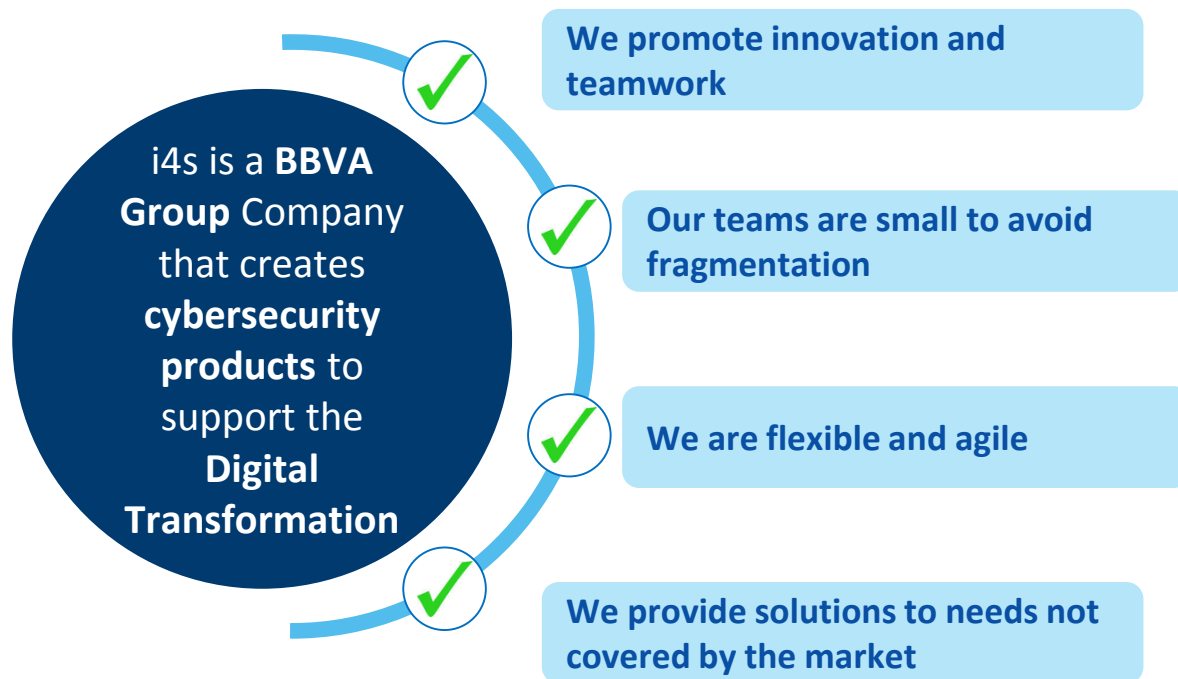 i4s is a BBVA
Group Company
that creates
cybersecurity
products to
support the
Digital
Transformation
We promote innovation and
teamwork
Our teams are small to avoid
fragmentation
We are flexible and agile
We provide solutions to needs not
covered by the market